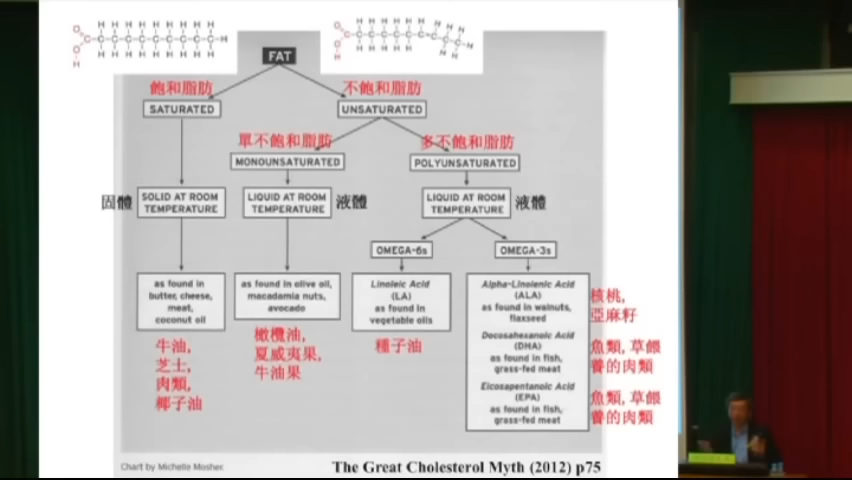 FAT
飽和脂肪
不飽和脂肪
SATURATED
UNSATURATED
單不飽和脂肪
多不飽和脂肪
MONOUNSATURATED
POLYUNSATURATED
固體
SOLID AT ROOM
TEMPERATURE
LIQUID AT ROOM
TEMPERATURE
液體
LIQUID AT ROOM
TEMPERATURE
液體
OMEGA-6s
OMEGA-3s
as found in
butter, cheese,
meat,
coconut oil
as found in olive oil,
macadamia nuts,
avocado
Linoleic Acid
(LA)
as found in
vegetable oils
Alpha-Linolenic Acid
(ALA)
as found in walnuts,
flaxseed
Docosahexanoic Acid
(DHA)
as found in fish,
grass-fed meat
Eicosapentanoic Acid
(EPA)
as found in fish,
grass-fed meat
牛油,
芝士,
肉類,
椰子油
橄欖油,
夏威夷果,
牛油果
種子油
核桃,
亞麻籽
魚類, 草餵
養的肉類
魚類, 草餵
養的肉類
Chart by Michelle Mosher.
The Great Cholesterol Myth (2012) p75